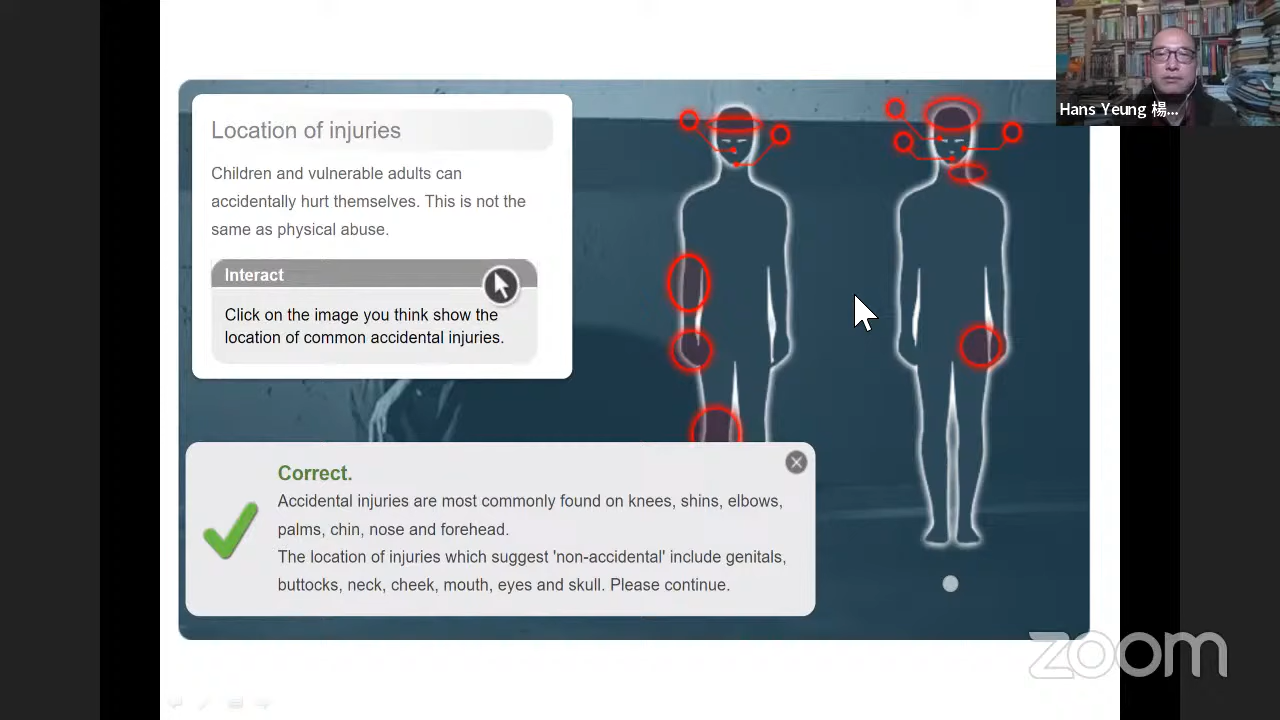 Hans Yeung 楊...
Location of injuries
Children and vulnerable adults can
accidentally hurt themselves. This is not the
same as physical abuse.
Interact
Click on the image you think show the
location of common accidental injuries.
Correct.
Accidental injuries are most commonly found on knees, shins, elbows,
palms, chin, nose and forehead.
The location of injuries which suggest 'non-accidental' include genitals,
buttocks, neck, cheek, mouth, eyes and skull. Please continue.
zoom